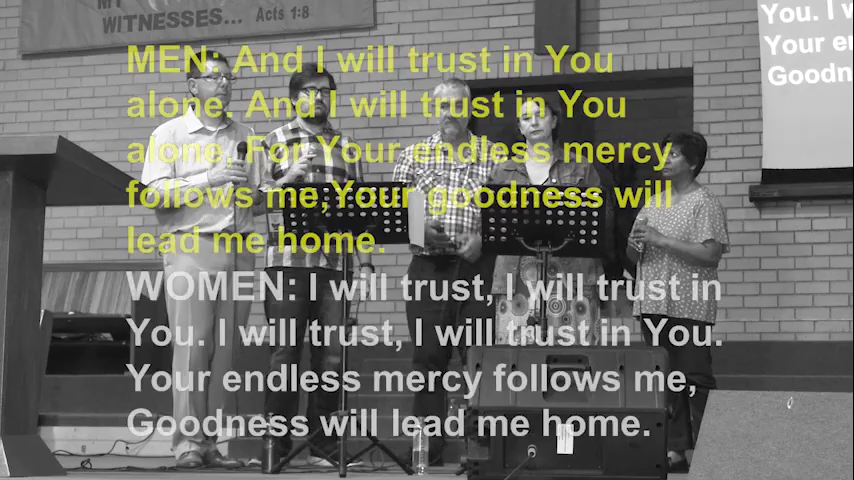 MY
WITNESSES... Acts 1:8
You. I w
Your en
Goodn
MEN: And I will trust in You
alone. And I will trust in You
alone. For Your endless mercy
follows me,Your goodness will
lead me home.
WOMEN: I will trust, I will trust in
You. I will trust, I will trust in You.
Your endless mercy follows me,
Goodness will lead me home.